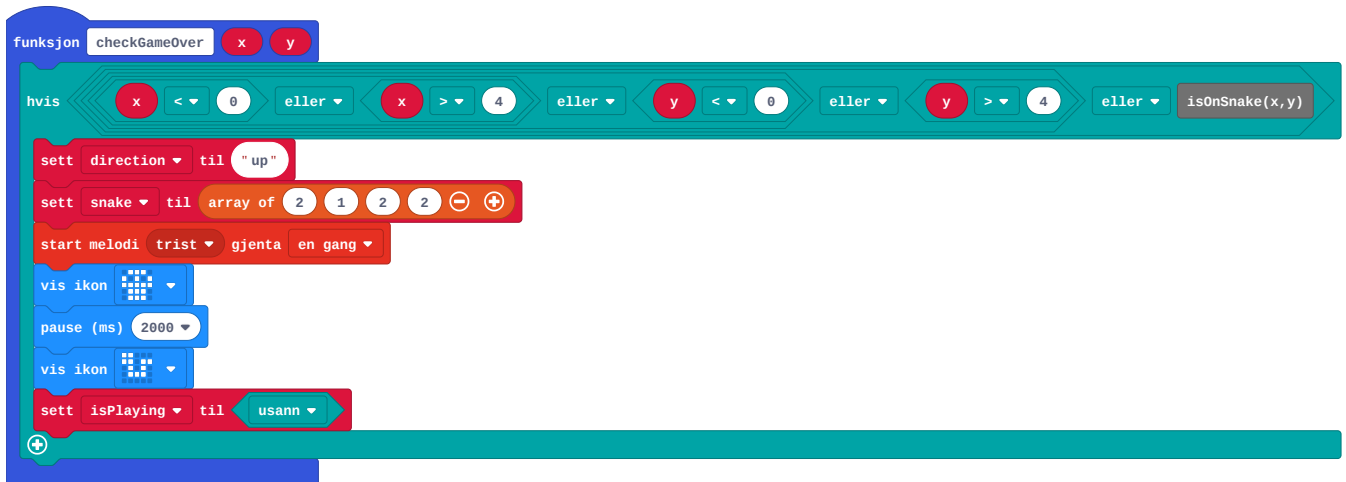 funksjon checkGameOver x y
hvis x < 0 eller x > 4 eller y < 0 eller y > 4 eller isOnSnake(x,y)
sett direction til "up"
sett snake til array of 2 1 2 2
start melodi trist gjenta en gang
vis ikon
pause (ms) 2000
vis ikon
sett isPlaying til usann